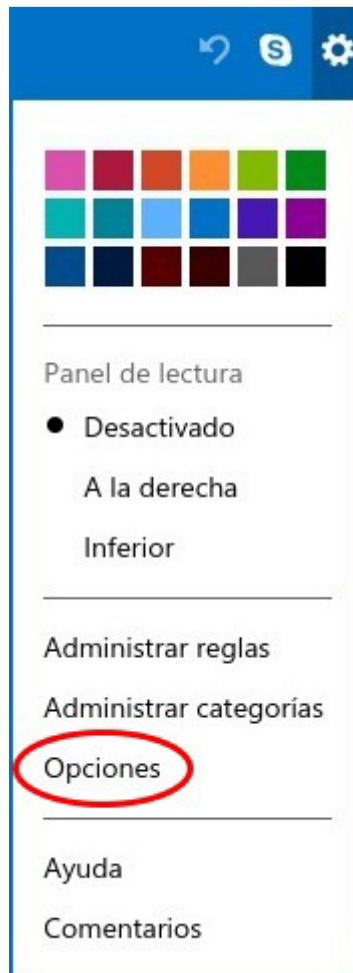 Panel de lectura
Desactivado
A la derecha
Inferior
Administrar reglas
Administrar categorías
Opciones
Ayuda
Comentarios